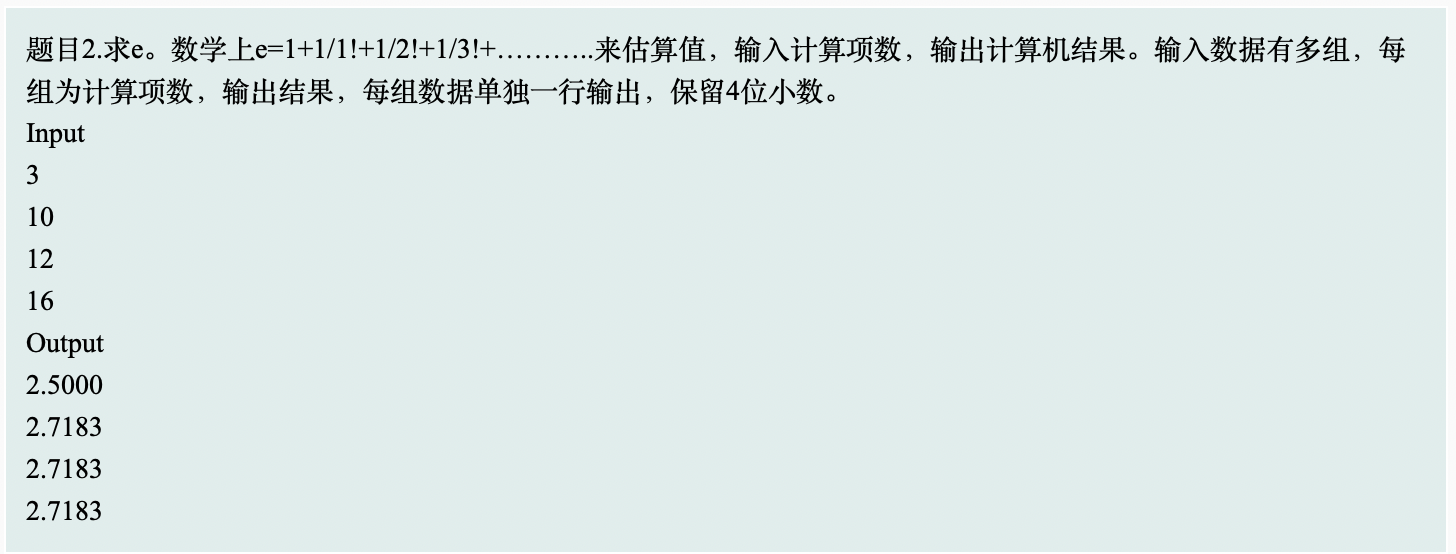 题目2.求e。数学上e=1+1/1!+1/2!+1/3!+………..来估算值，输入计算项数，输出计算机结果。输入数据有多组，每
组为计算项数，输出结果，每组数据单独一行输出，保留4位小数。
Input
3
10
12
16
Output
2.5000
2.7183
2.7183
2.7183